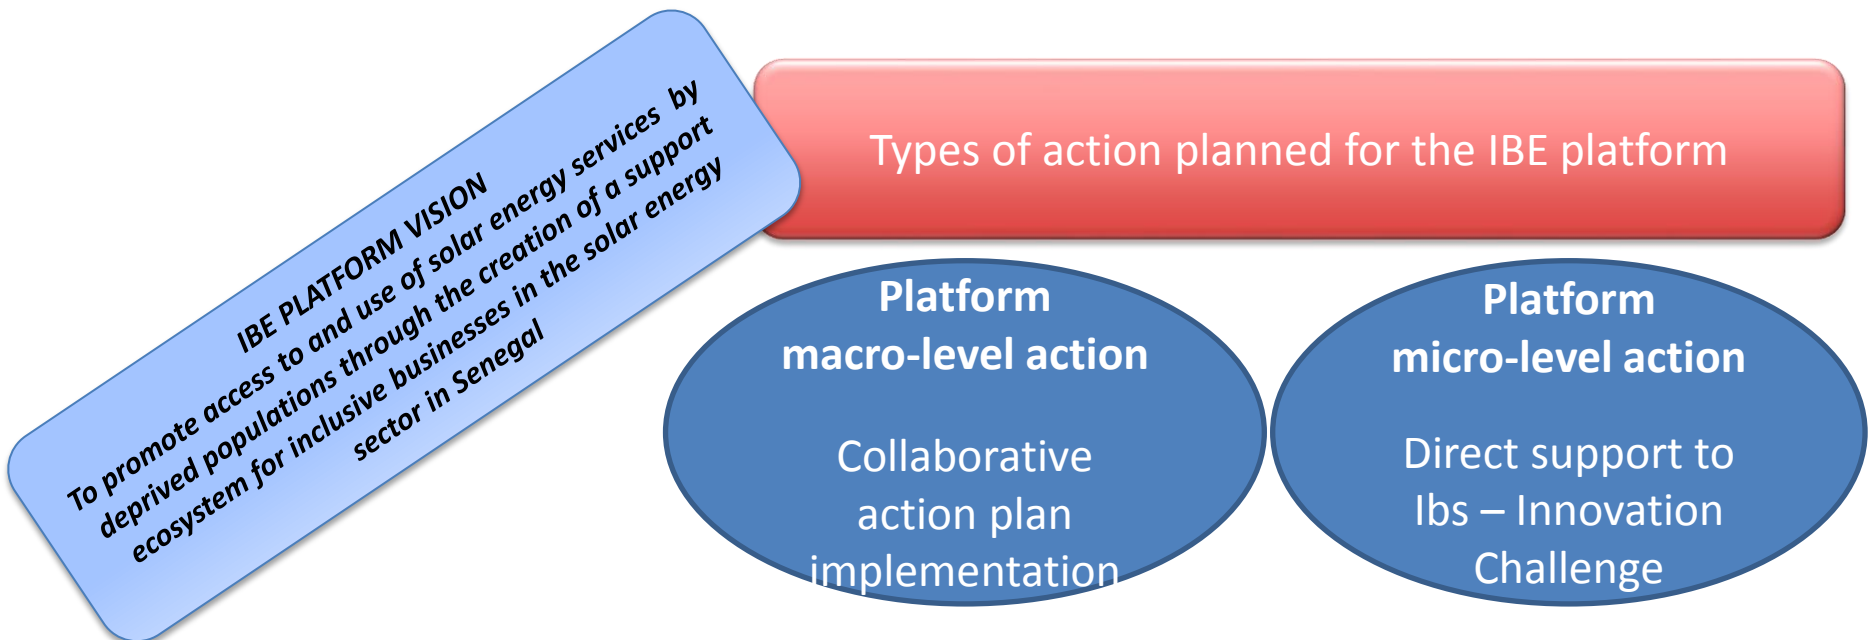 IBE PLATFORM VISION
To promote access to and use of solar energy services by
deprived populations through the creation of a support
ecosystem for inclusive businesses in the solar energy
sector in Senegal
Types of action planned for the IBE platform
Platform
macro-level action
Collaborative
action plan
implementation
Platform
micro-level action
Direct support to
Ibs – Innovation
Challenge